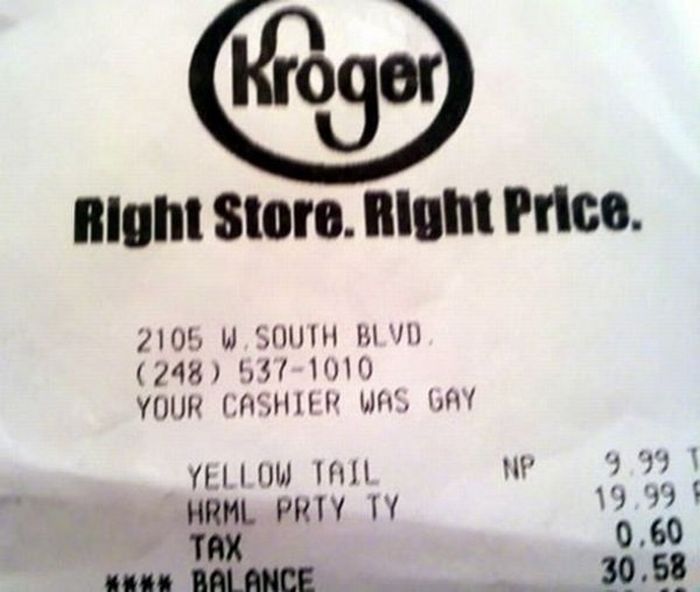 Kroger
Right Store. Right Price.
2105 W.SOUTH BLVD.
(248) 537-1010
YOUR CASHIER WAS GAY
YELLOW TAIL NP 9.99 T
HRML PRTY TY 19.99
TAX 0.60
**** BALANCE 30.58